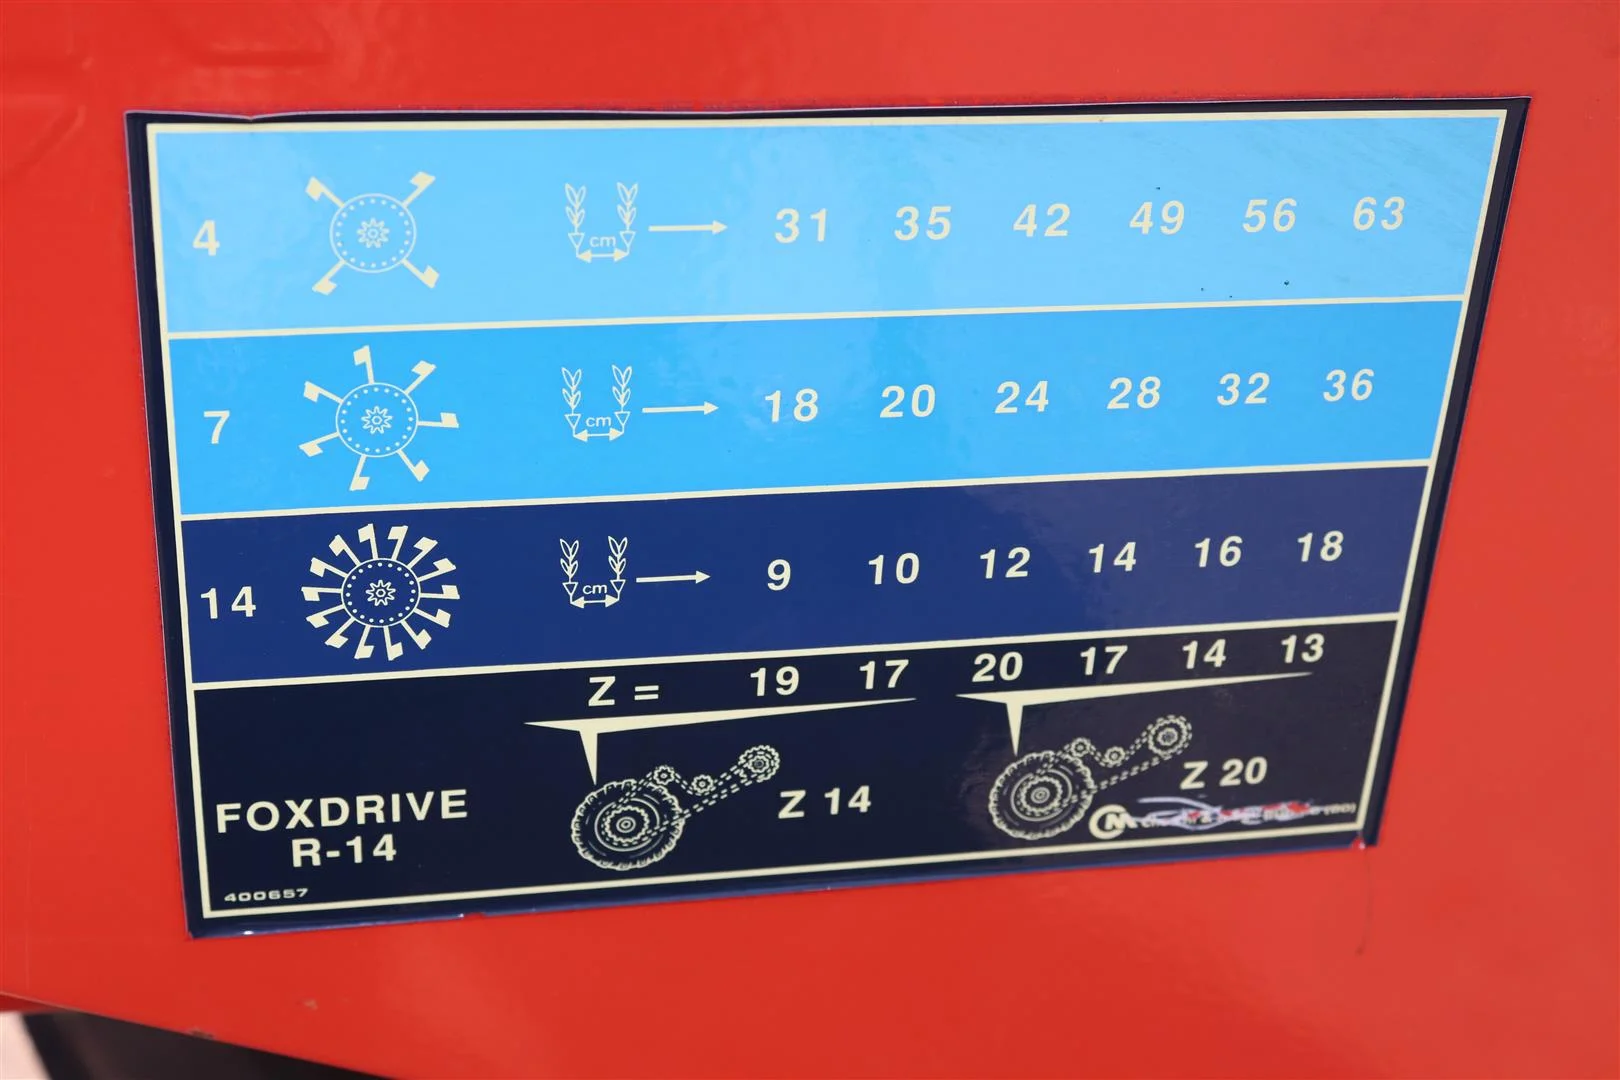 4 cm 31 35 42 49 56 63
7 cm 18 20 24 28 32 36
14 cm 9 10 12 14 16 18
Z = 19 17 20 17 14 13
Z 14 Z 20
FOXDRIVE
R-14
400657